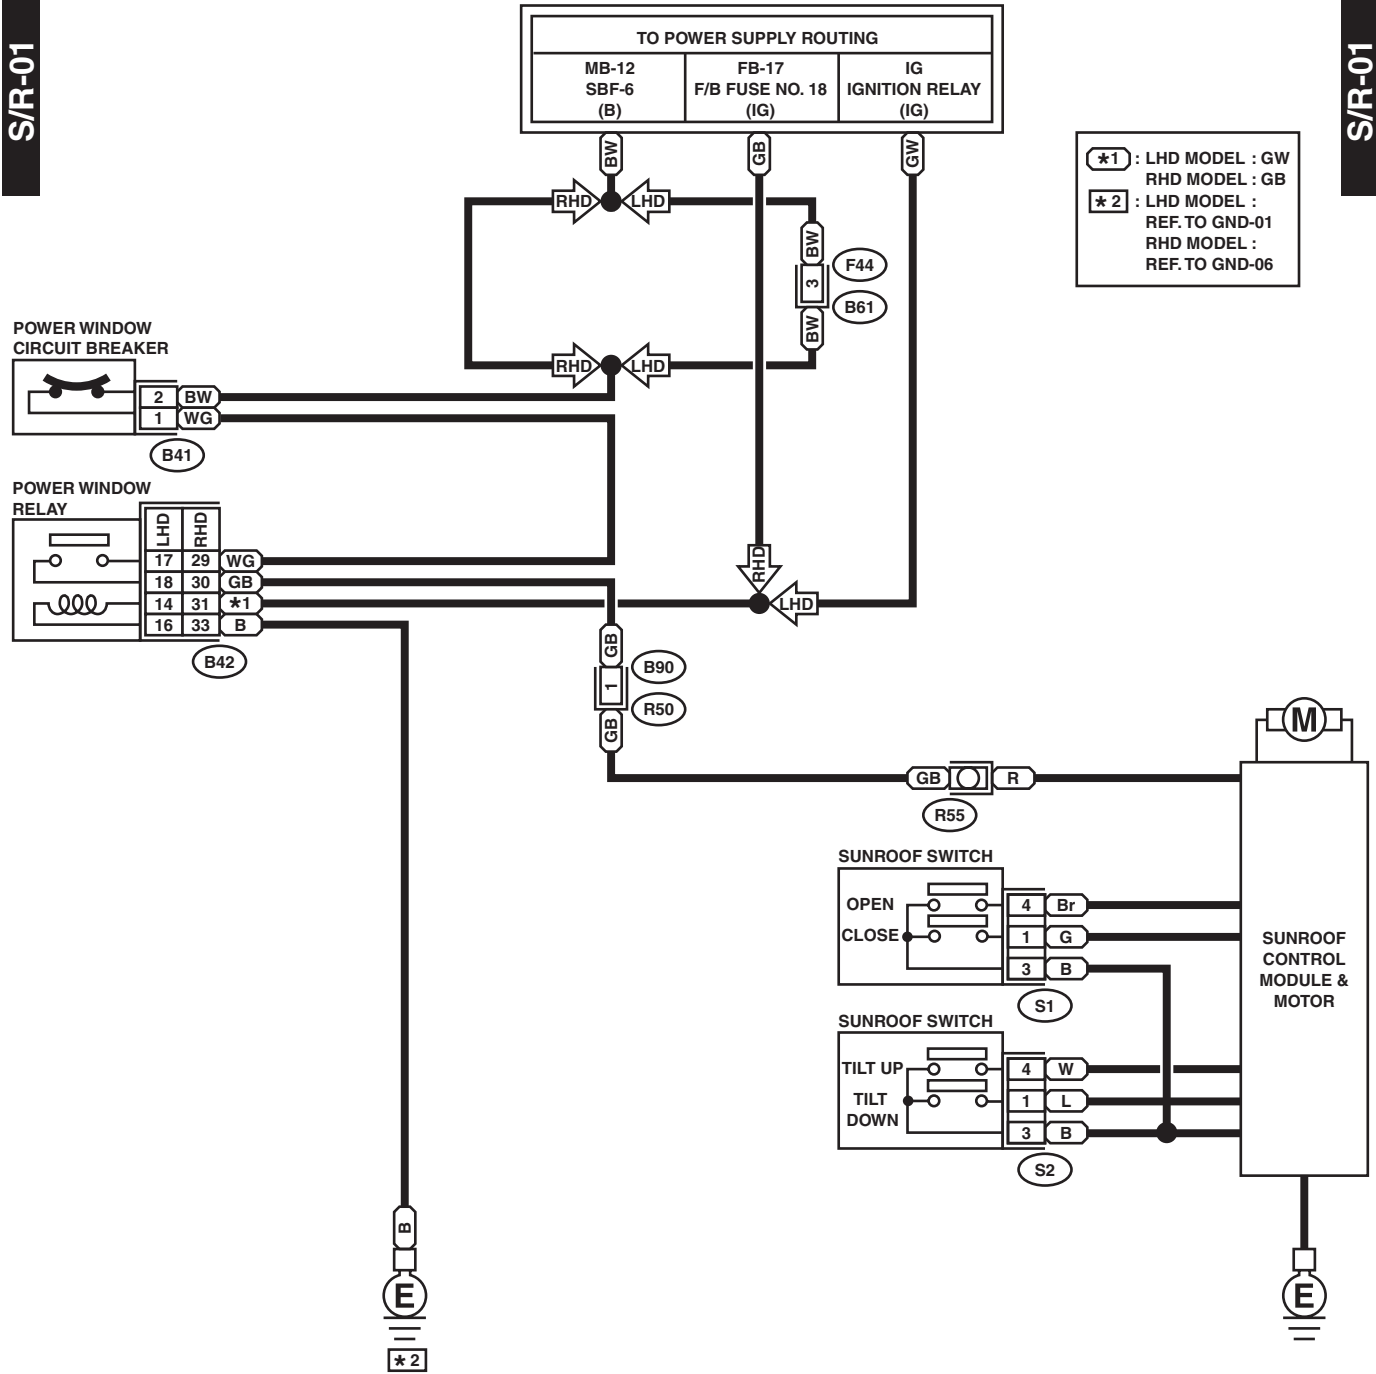 S/R-01
S/R-01
TO POWER SUPPLY ROUTING
MB-12
SBF-6
(B)
FB-17
F/B FUSE NO. 18
(IG)
IG
IGNITION RELAY
(IG)
BW
GB
GW
*1 : LHD MODEL : GW
RHD MODEL : GB
*2 : LHD MODEL :
REF. TO GND-01
RHD MODEL :
REF. TO GND-06
RHD
LHD
BW
3
F44
B61
BW
RHD
LHD
POWER WINDOW
CIRCUIT BREAKER
2 BW
1 WG
B41
POWER WINDOW
RELAY
LHD RHD
17 29 WG
18 30 GB
14 31 *1
16 33 B
B42
RHD
LHD
GB
1
B90
R50
GB
M
GB R
R55
SUNROOF SWITCH
OPEN 4 Br
CLOSE 1 G
3 B
S1
SUNROOF SWITCH
TILT UP 4 W
TILT
DOWN
1 L
3 B
S2
SUNROOF
CONTROL
MODULE &
MOTOR
B
E
*2
E